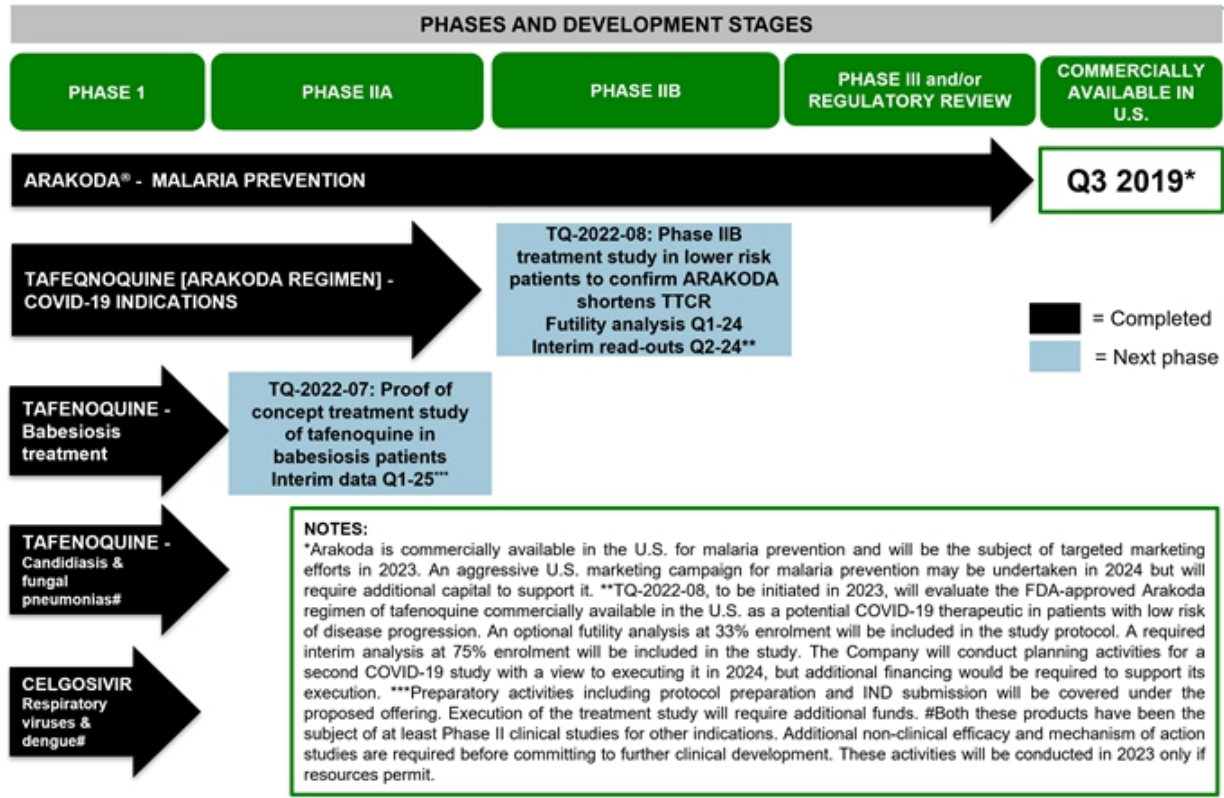 PHASES AND DEVELOPMENT STAGES
PHASE 1
PHASE IIA
PHASE IIB
PHASE III and/or
REGULATORY REVIEW
COMMERCIALLY
AVAILABLE IN
U.S.
ARAKODA® - MALARIA PREVENTION
Q3 2019*
TAFEQNOQUINE [ARAKODA REGIMEN] -
COVID-19 INDICATIONS
TQ-2022-08: Phase IIB
treatment study in lower risk
patients to confirm ARAKODA
shortens TTCR
Futility analysis Q1-24
Interim read-outs Q2-24**
= Completed
= Next phase
TAFENOQUINE -
Babesiosis
treatment
TQ-2022-07: Proof of
concept treatment study
of tafenoquine in
babesiosis patients
Interim data Q1-25***
TAFENOQUINE -
Candidiasis &
fungal
pneumonias#
CELGOSIVIR
Respiratory
viruses &
dengue#
NOTES:
*Arakoda is commercially available in the U.S. for malaria prevention and will be the subject of targeted marketing
efforts in 2023. An aggressive U.S. marketing campaign for malaria prevention may be undertaken in 2024 but will
require additional capital to support it. **TQ-2022-08, to be initiated in 2023, will evaluate the FDA-approved Arakoda
regimen of tafenoquine commercially available in the U.S. as a potential COVID-19 therapeutic in patients with low risk
of disease progression. An optional futility analysis at 33% enrolment will be included in the study protocol. A required
interim analysis at 75% enrolment will be included in the study. The Company will conduct planning activities for a
second COVID-19 study with a view to executing it in 2024, but additional financing would be required to support its
execution. ***Preparatory activities including protocol preparation and IND submission will be covered under the
proposed offering. Execution of the treatment study will require additional funds. #Both these products have been the
subject of at least Phase II clinical studies for other indications. Additional non-clinical efficacy and mechanism of action
studies are required before committing to further clinical development. These activities will be conducted in 2023 only if
resources permit.